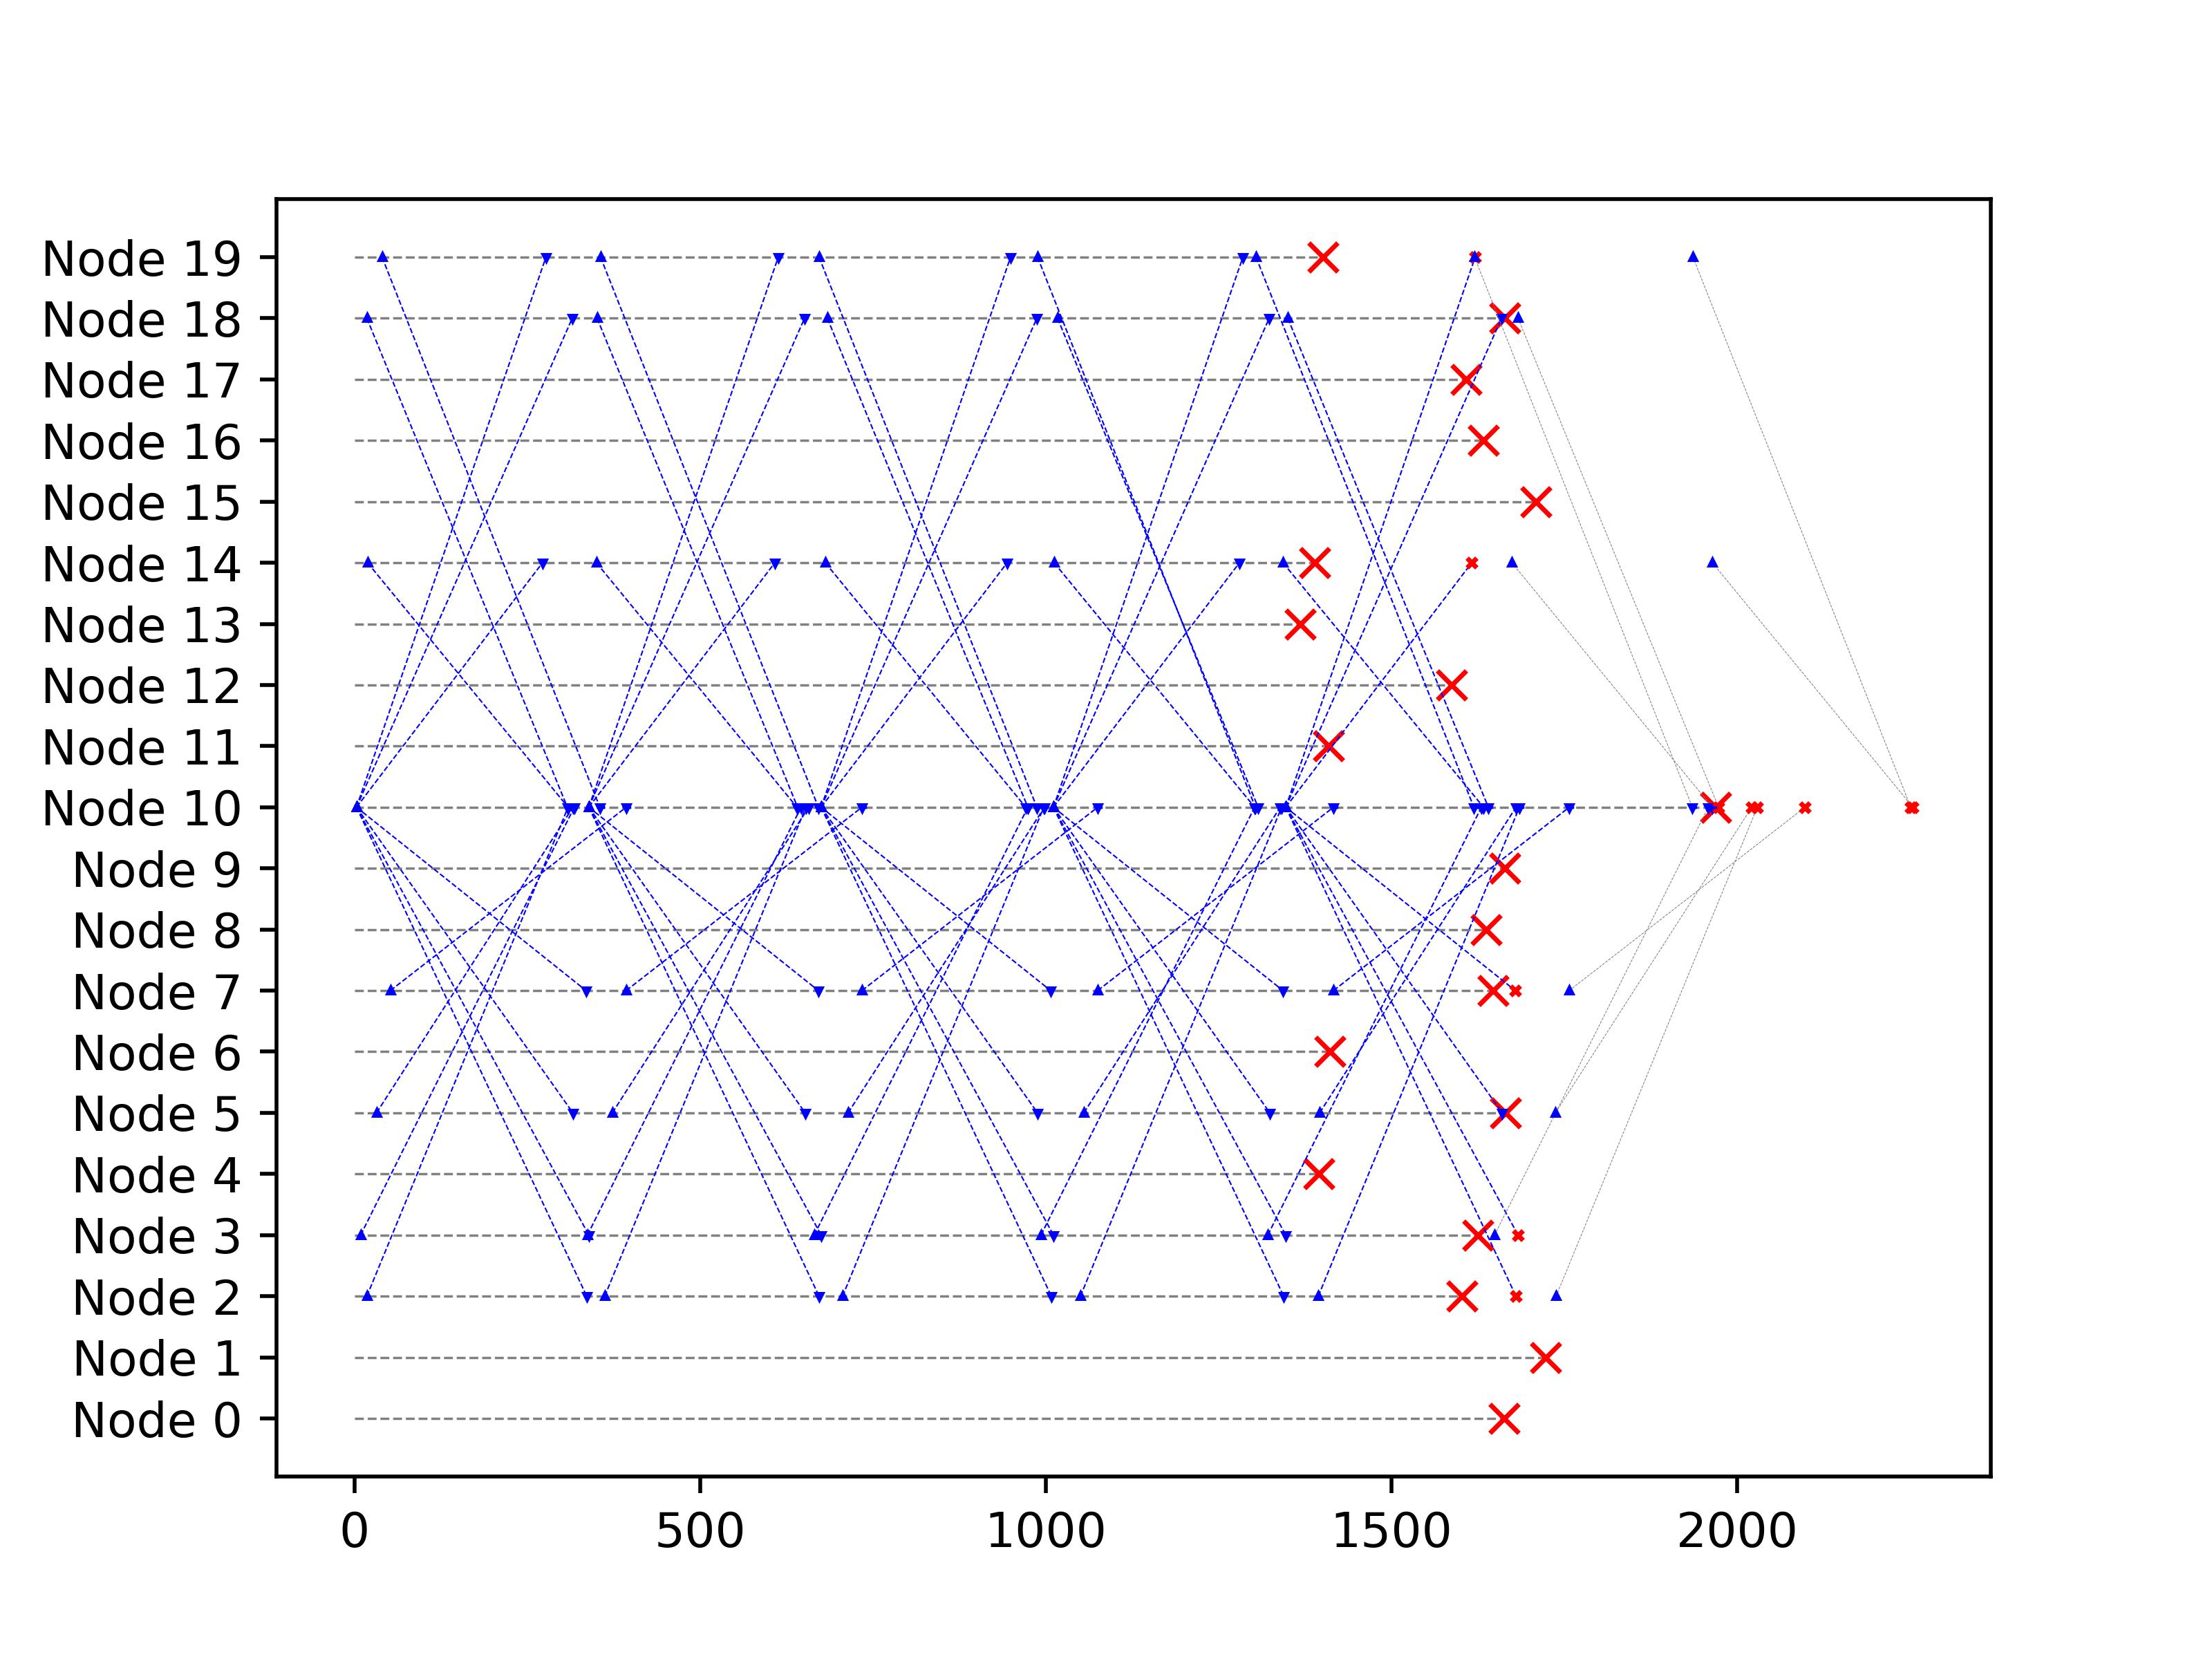 Node 19
Node 18
Node 17
Node 16
Node 15
Node 14
Node 13
Node 12
Node 11
Node 10
Node 9
Node 8
Node 7
Node 6
Node 5
Node 4
Node 3
Node 2
Node 1
Node 0
0 500 1000 1500 2000